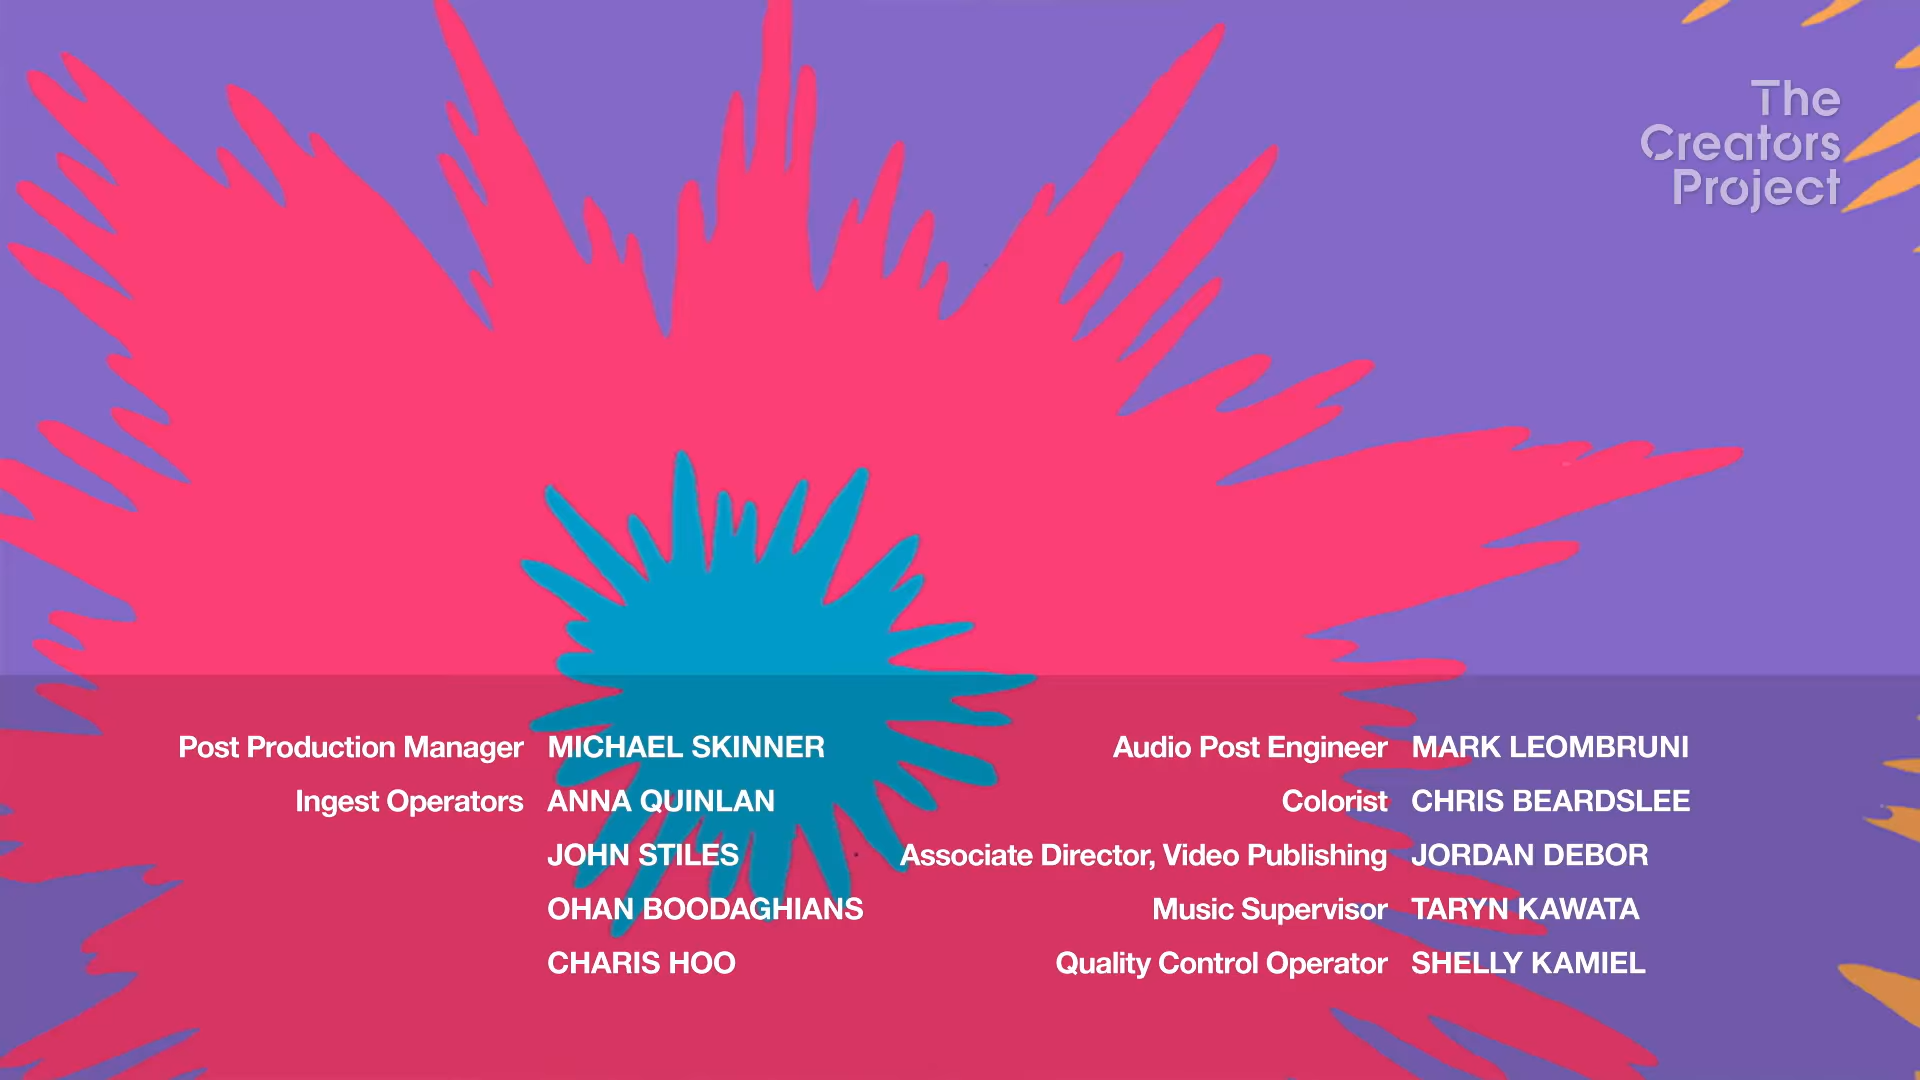 The
Creators
Project
Post Production Manager MICHAEL SKINNER
Ingest Operators ANNA QUINLAN
JOHN STILES
OHAN BOODAGHIANS
CHARIS HOO
Audio Post Engineer MARK LEOMBRUNI
Colorist CHRIS BEARDSLEE
Associate Director, Video Publishing JORDAN DEBOR
Music Supervisor TARYN KAWATA
Quality Control Operator SHELLY KAMIEL